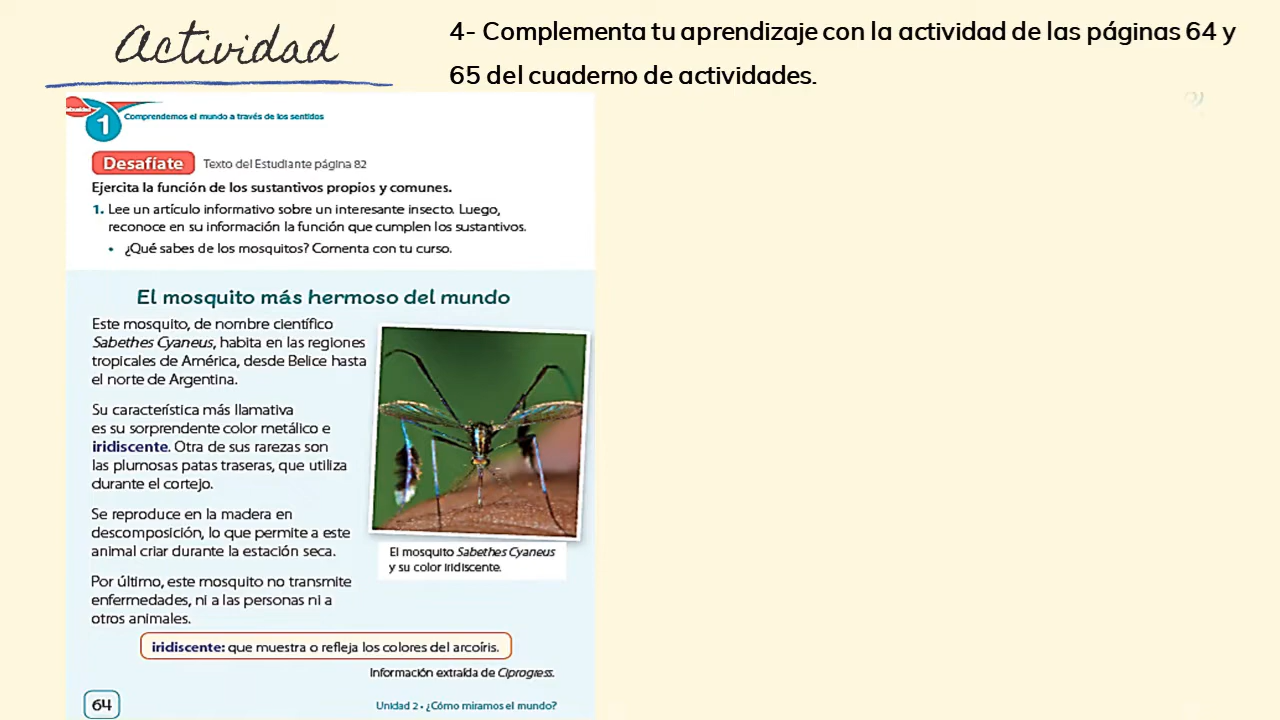 Actividad
4- Complementa tu aprendizaje con la actividad de las páginas 64 y
65 del cuaderno de actividades.
1
Comprendemos el mundo a través de los sentidos
Desafíate Texto del Estudiante página 82
Ejercita la función de los sustantivos propios y comunes.
1. Lee un artículo informativo sobre un interesante insecto. Luego,
reconoce en su información la función que cumplen los sustantivos.
• ¿Qué sabes de los mosquitos? Comenta con tu curso.
El mosquito más hermoso del mundo
Este mosquito, de nombre científico
Sabethes Cyaneus, habita en las regiones
tropicales de América, desde Belice hasta
el norte de Argentina.
Su característica más llamativa
es su sorprendente color metálico e
iridiscente. Otra de sus rarezas son
las plumosas patas traseras, que utiliza
durante el cortejo.
Se reproduce en la madera en
descomposición, lo que permite a este
animal criar durante la estación seca.
Por último, este mosquito no transmite
enfermedades, ni a las personas ni a
otros animales.
El mosquito Sabethes Cyaneus
y su color iridiscente.
iridiscente: que muestra o refleja los colores del arcoíris.
Información extraída de Ciprogress.
64
Unidad 2 • ¿Cómo miramos el mundo?